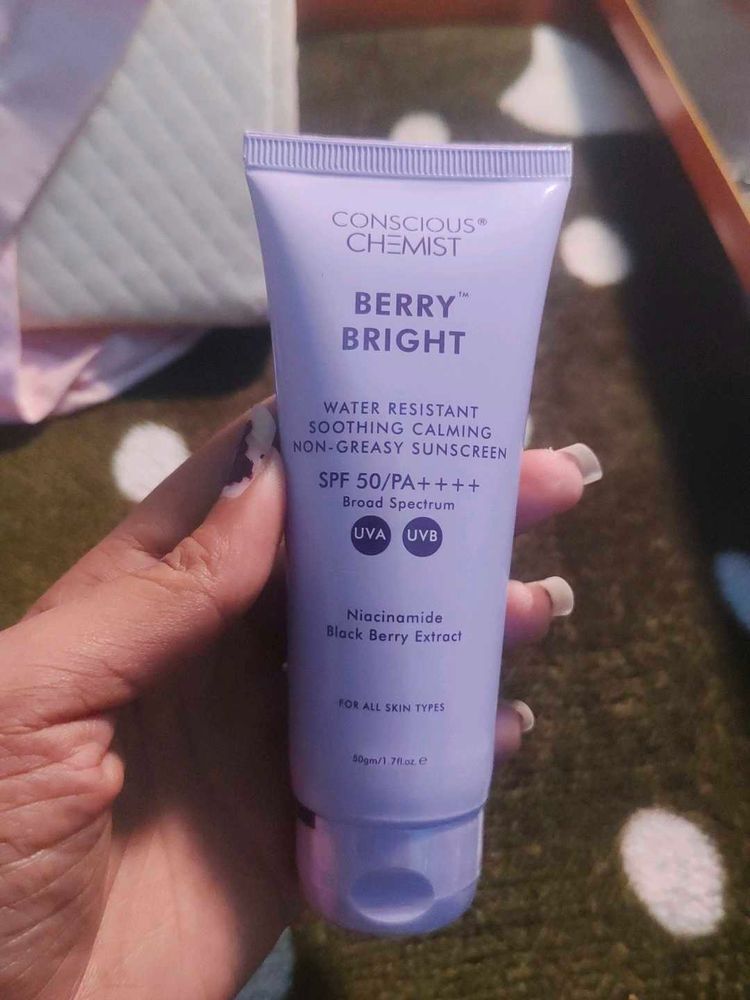 CONSCIOUS®
CHEMIST
BERRY™
BRIGHT
WATER RESISTANT
SOOTHING CALMING
NON-GREASY SUNSCREEN
SPF 50/PA++++
Broad Spectrum
UVA UVB
Niacinamide
Black Berry Extract
FOR ALL SKIN TYPES
50gm/1.7fl.oz. ℮